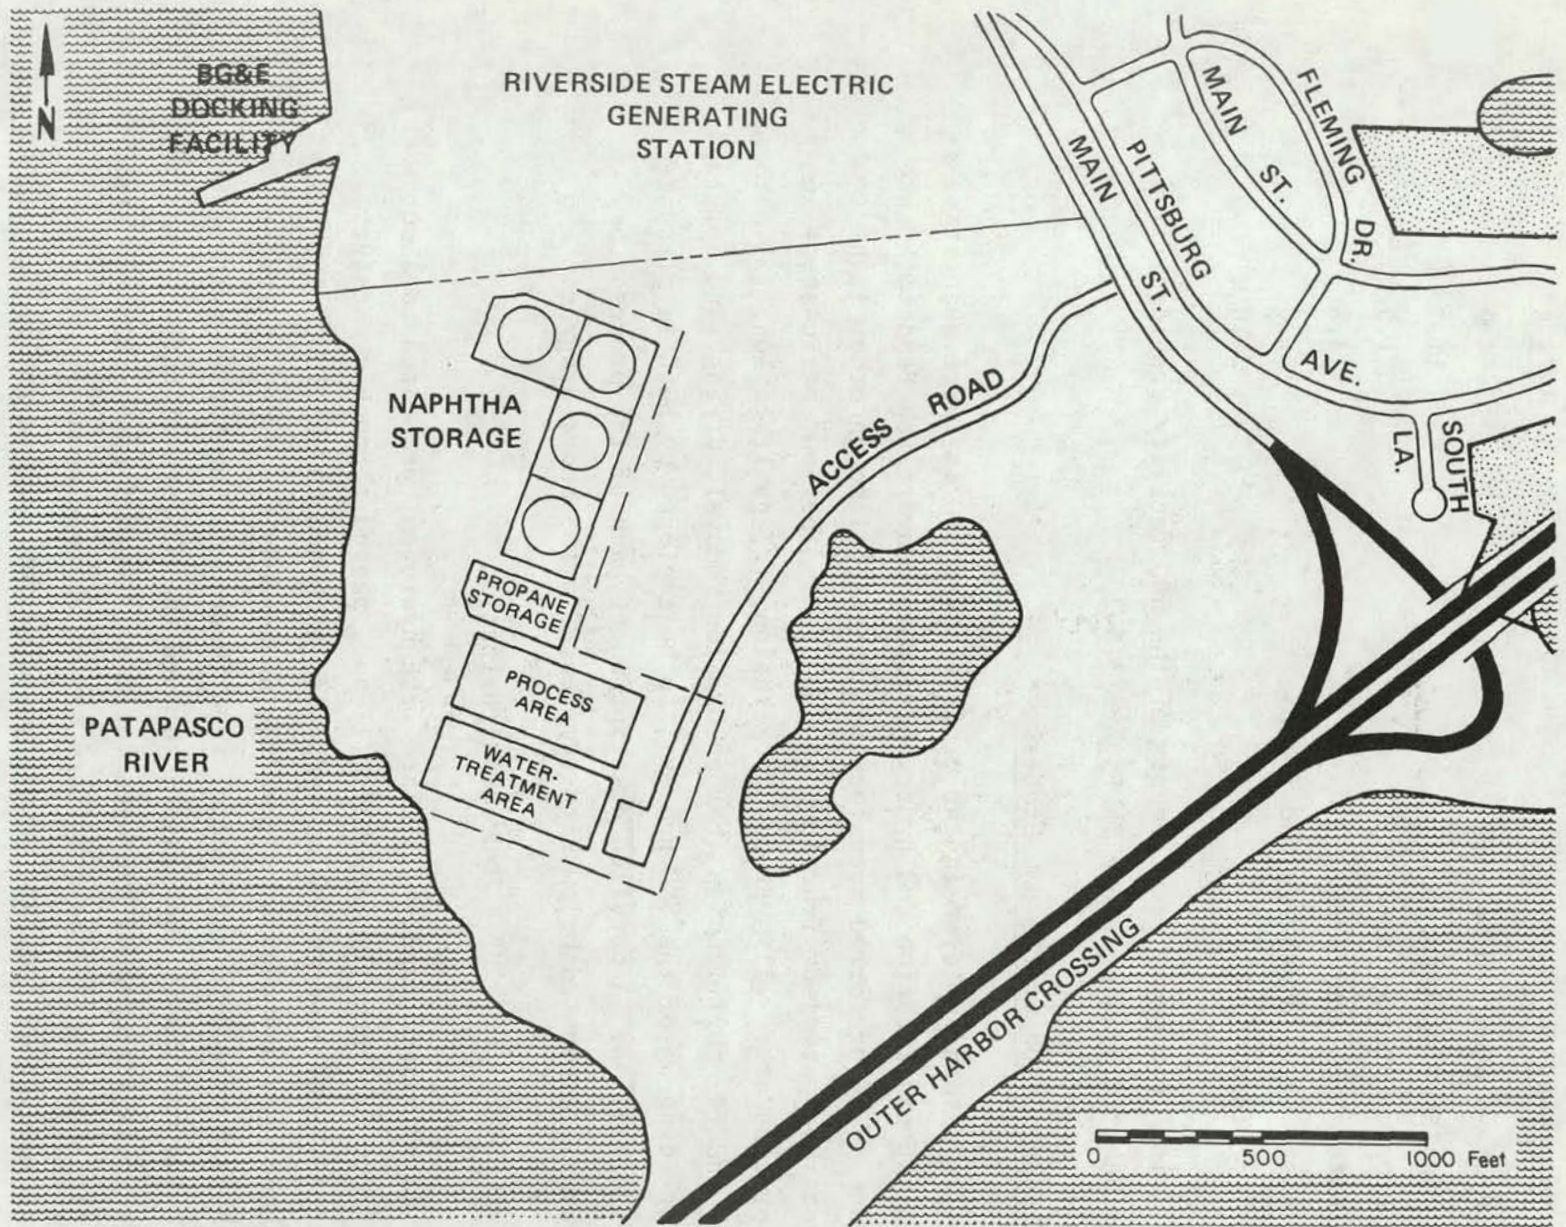 BG&E
DOCKING
FACILITY
N
RIVERSIDE STEAM ELECTRIC
GENERATING
STATION
MAIN
ST.
FLEMING
DR.
MAIN
ST.
PITTSBURG
AVE.
SOUTH
LA.
NAPHTHA
STORAGE
ACCESS ROAD
PROPANE
STORAGE
PROCESS
AREA
WATER-
TREATMENT
AREA
PATAPASCO
RIVER
OUTER HARBOR CROSSING
0 500 1000 Feet